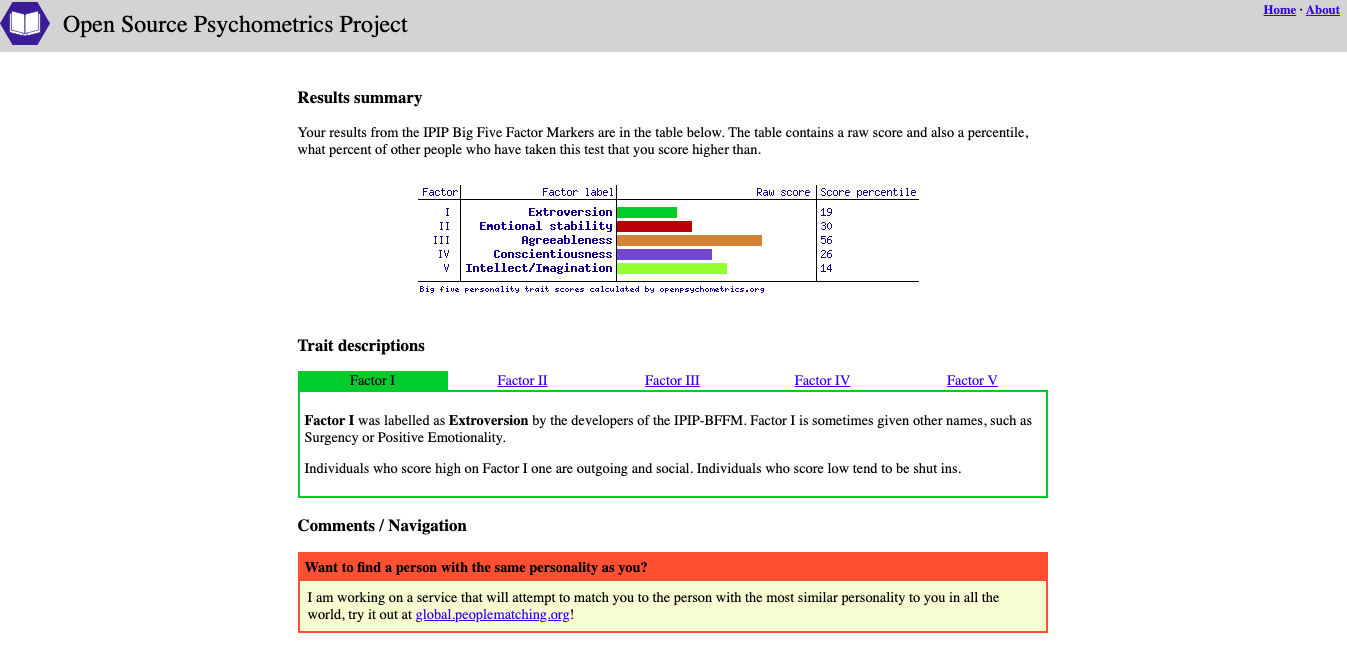 Open Source Psychometrics Project
Home · About
Results summary
Your results from the IPIP Big Five Factor Markers are in the table below. The table contains a raw score and also a percentile,
what percent of other people who have taken this test that you score higher than.
Factor Factor label Raw score Score percentile
I Extroversion 19
II Emotional stability 30
III Agreeableness 56
IV Conscientiousness 26
V Intellect/Imagination 14
Big five personality trait scores calculated by openpsychometrics.org
Trait descriptions
Factor I Factor II Factor III Factor IV Factor V
Factor I was labelled as Extroversion by the developers of the IPIP-BFFM. Factor I is sometimes given other names, such as
Surgency or Positive Emotionality.
Individuals who score high on Factor I one are outgoing and social. Individuals who score low tend to be shut ins.
Comments / Navigation
Want to find a person with the same personality as you?
I am working on a service that will attempt to match you to the person with the most similar personality to you in all the
world, try it out at global.peoplematching.org!